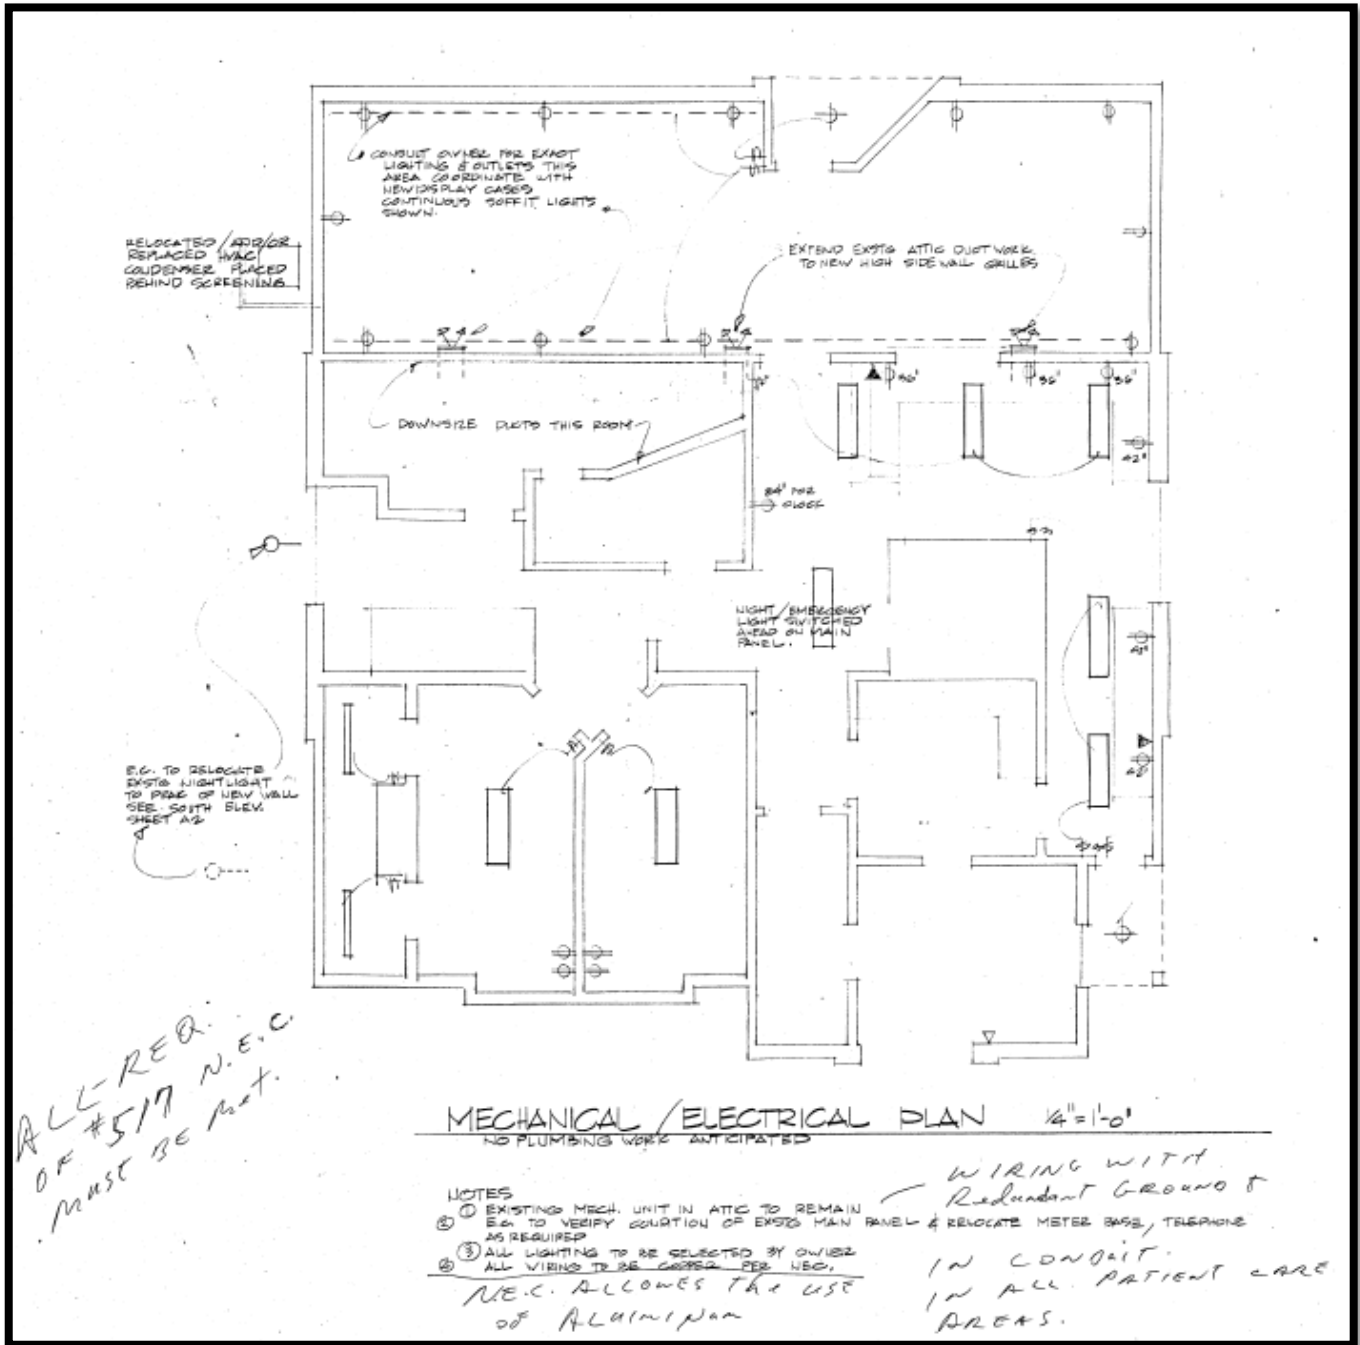 CONSULT OWNER FOR EXACT
LIGHTING & OUTLETS THIS
AREA COORDINATE WITH
NEW DISPLAY CASES
CONTINUOUS SOFFIT LIGHTS
SHOWN.
RELOCATED/AND/OR
REPLACED HVAC
CONDENSER PLACED
BEHIND SCREENING
EXTEND EXSTG ATTIC DUCTWORK
TO NEW HIGH SIDE WALL GRILLES
36"
36"
36"
DOWNSIZE DUCTS THIS ROOM
42"
84" FOR
CLOCK
NIGHT/EMERGENCY
LIGHT SWITCHED
AHEAD ON MAIN
PANEL.
E.C. TO RELOCATE
EXSTG NIGHTLIGHT
TO PEAK OF NEW WALL
SEE SOUTH ELEV.
SHEET A2
ALL REQ.
OF #517 N.E.C.
MUST BE Met.
MECHANICAL/ELECTRICAL PLAN 1/4"=1'-0"
NO PLUMBING WORK ANTICIPATED
NOTES
① EXISTING MECH. UNIT IN ATTIC TO REMAIN
② E.C. TO VERIFY CONDITION OF EXSTG MAIN PANEL & RELOCATE METER BASE, TELEPHONE
AS REQUIRED
③ ALL LIGHTING TO BE SELECTED BY OWNER
ALL WIRING TO BE COPPER PER NEC.
N.E.C. ALLOWES The USE
OF ALUMINUM
WIRING WITH
Redundant GROUND &
IN CONDUIT.
IN ALL PATIENT CARE
AREAS.